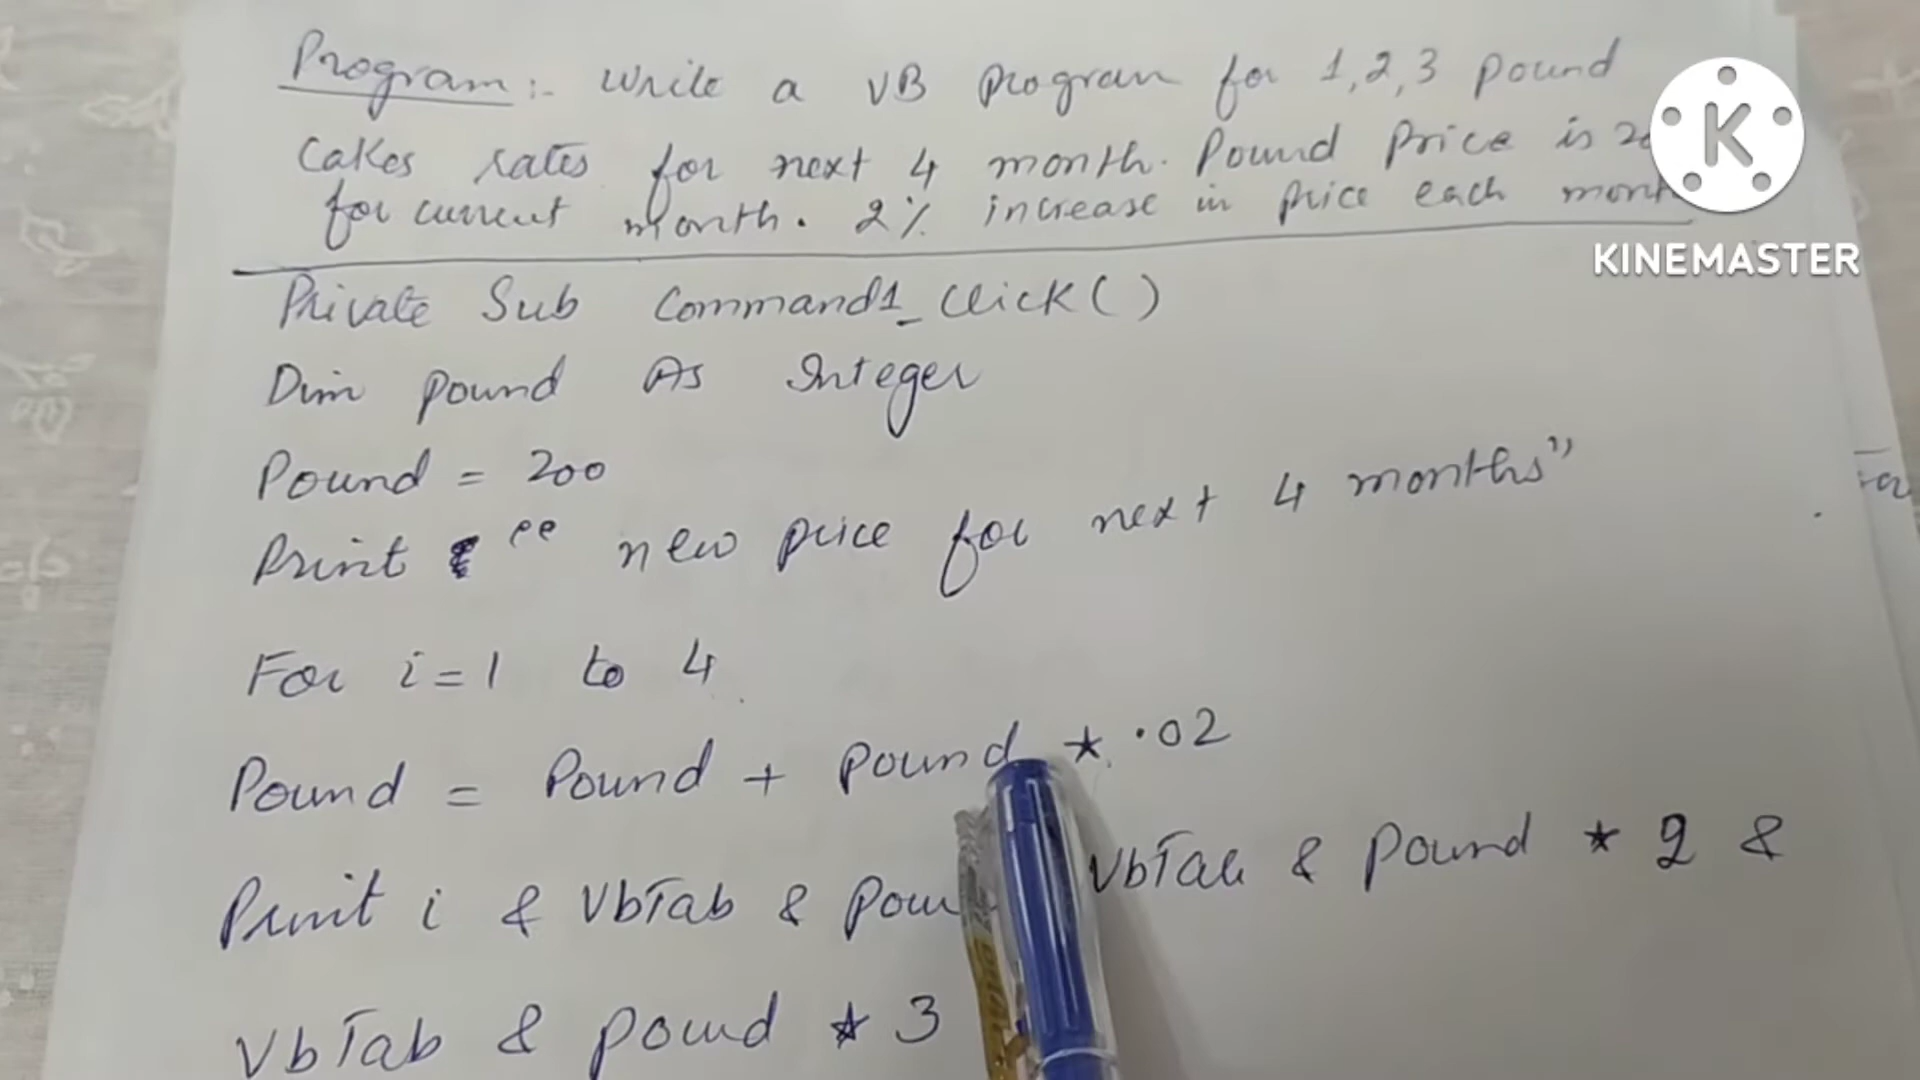 Program:- Write a VB program for 1,2,3 pound
Cakes rates for next 4 month. Pound Price is
for current month. 2% increase in price each
Private Sub Command1_Click()
Dim pound As Integer
Pound = 200
Print " new price for next 4 months"
For i=1 to 4
Pound = Pound + pound * .02
Print i & VbTab & VbTab & pound * 2 &
VbTab & pound * 3
K
KINEMASTER